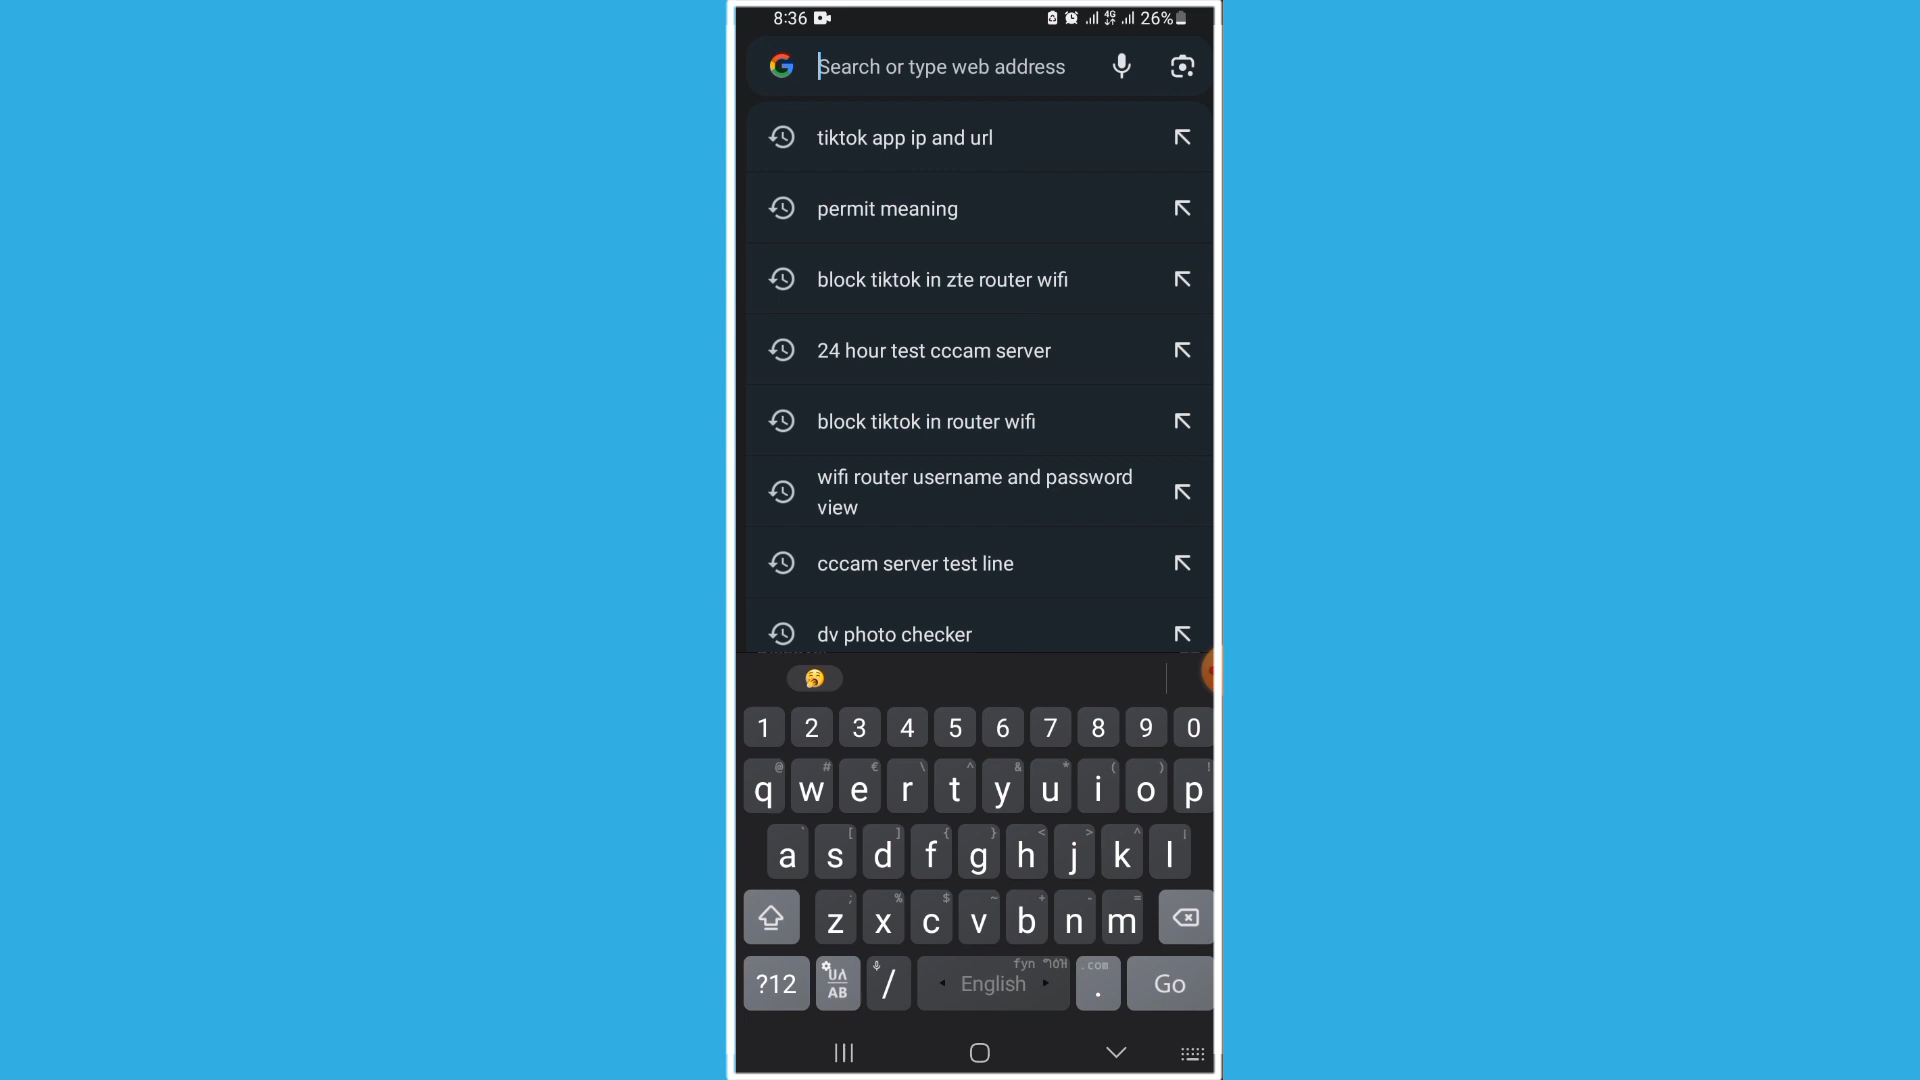 8:36 4G 26%
Search or type web address
tiktok app ip and url
permit meaning
block tiktok in zte router wifi
24 hour test cccam server
block tiktok in router wifi
wifi router username and password
view
cccam server test line
dv photo checker
1 2 3 4 5 6 7 8 9 0
@ # € \ ^ & * ( ) !
q w e r t y u i o p
` [ ] { } < > ^ ¡
a s d f g h j k l
; % $ ~ + - =
z x c v b n m
fyn .com
?12 AB / English . Go